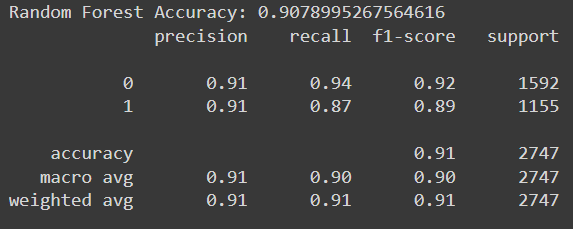 Random Forest Accuracy: 0.9078995267564616
precision recall f1-score support
0 0.91 0.94 0.92 1592
1 0.91 0.87 0.89 1155
accuracy 0.91 2747
macro avg 0.91 0.90 0.90 2747
weighted avg 0.91 0.91 0.91 2747